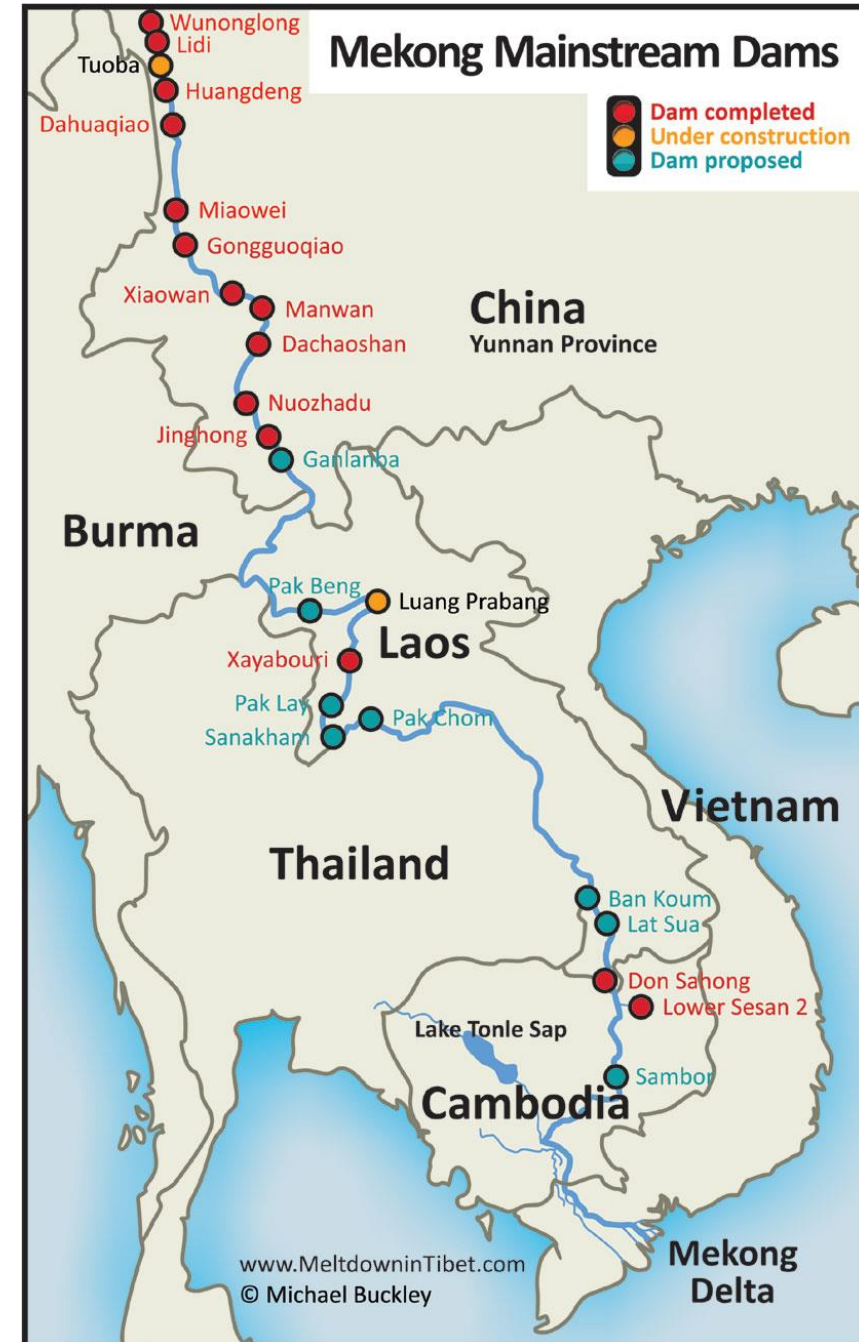 Mekong Mainstream Dams
Dam completed
Under construction
Dam proposed
Wunonglong
Lidi
Tuoba
Huangdeng
Dahuaqiao
Miaowei
Gongguoqiao
Xiaowan
Manwan
China
Yunnan Province
Dachaoshan
Nuozhadu
Jinghong
Ganlanba
Burma
Pak Beng
Luang Prabang
Laos
Xayabouri
Pak Lay
Pak Chom
Sanakham
Vietnam
Thailand
Ban Koum
Lat Sua
Don Sahong
Lower Sesan 2
Lake Tonle Sap
Sambor
Cambodia
Mekong
Delta
www.MeltdowninTibet.com
© Michael Buckley